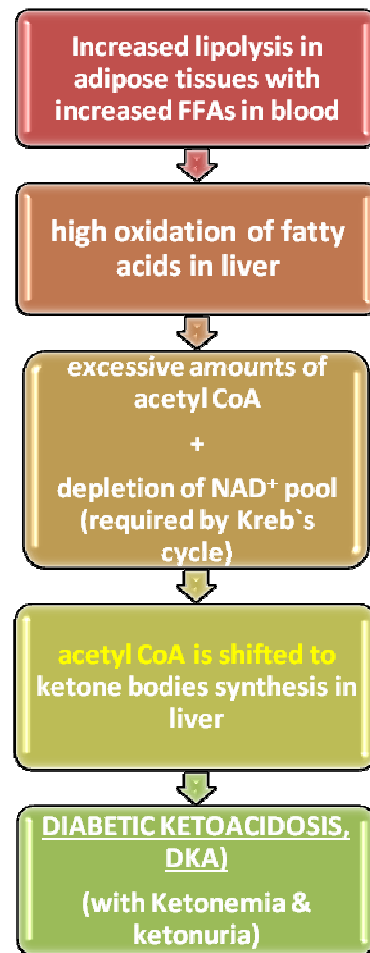 Increased lipolysis in
adipose tissues with
increased FFAs in blood
high oxidation of fatty
acids in liver
excessive amounts of
acetyl CoA
+
depletion of NAD⁺ pool
(required by Kreb`s
cycle)
acetyl CoA is shifted to
ketone bodies synthesis in
liver
DIABETIC KETOACIDOSIS,
DKA)
(with Ketonemia &
ketonuria)